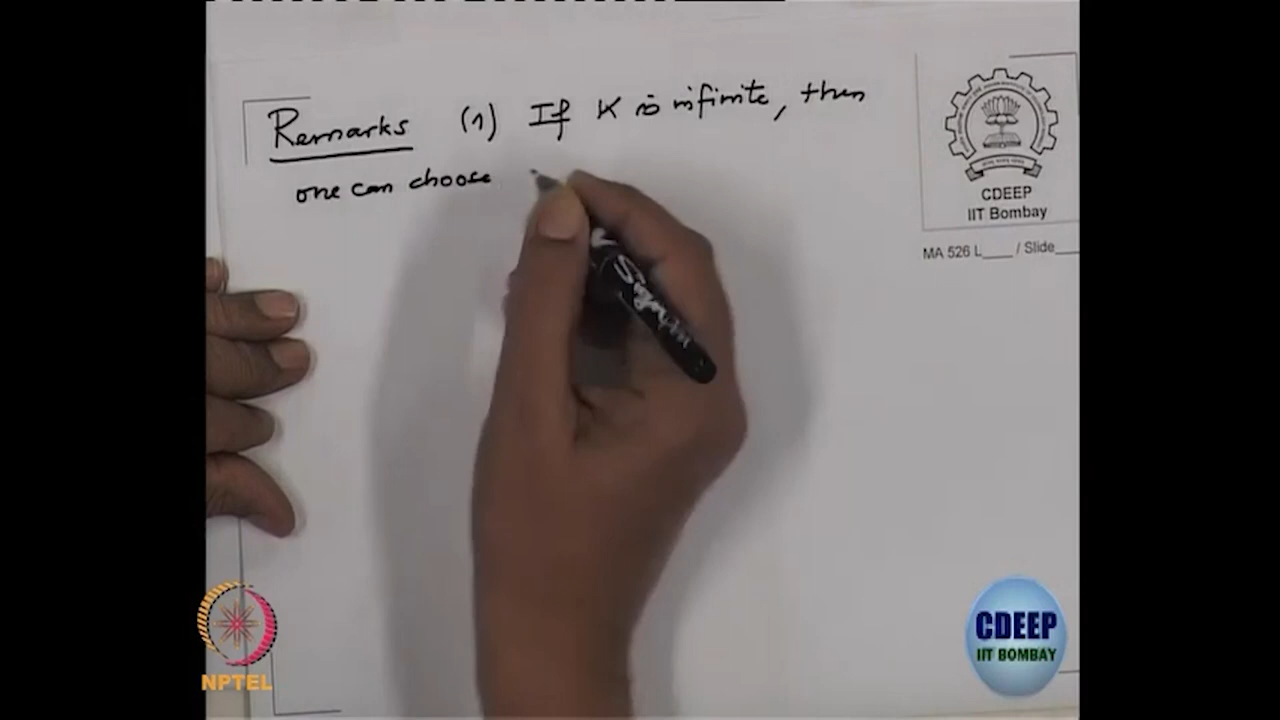 Remarks (1) If K is infinite, then
one can choose
CDEEP
IIT Bombay
MA 526 L____ / Slide___
CDEEP
IIT BOMBAY
NPTEL